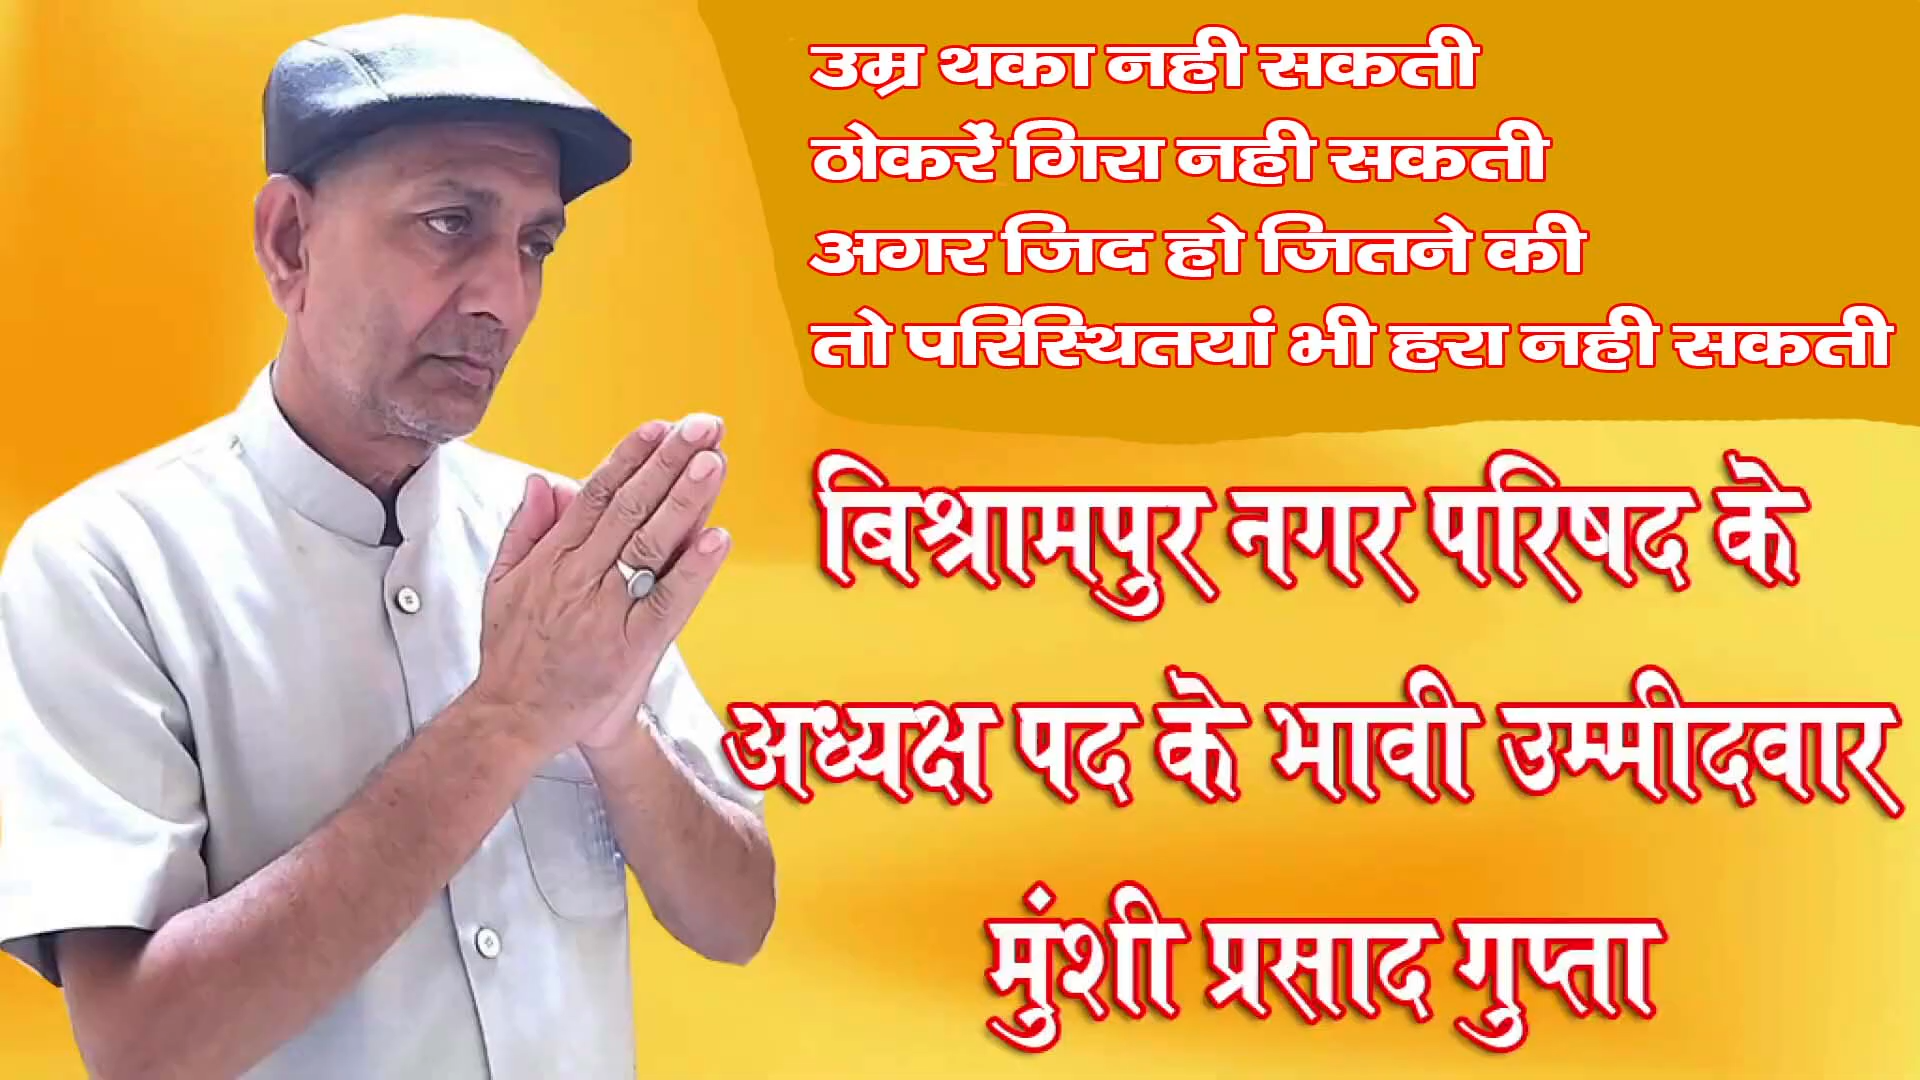 उम्र थका नही सकती
ठोकरें गिरा नही सकती
अगर जिद हो जितने की
तो परिस्थितयां भी हरा नही सकती
बिश्रामपुर नगर परिषद के
अध्यक्ष पद के भावी उम्मीदवार
मुंशी प्रसाद गुप्ता